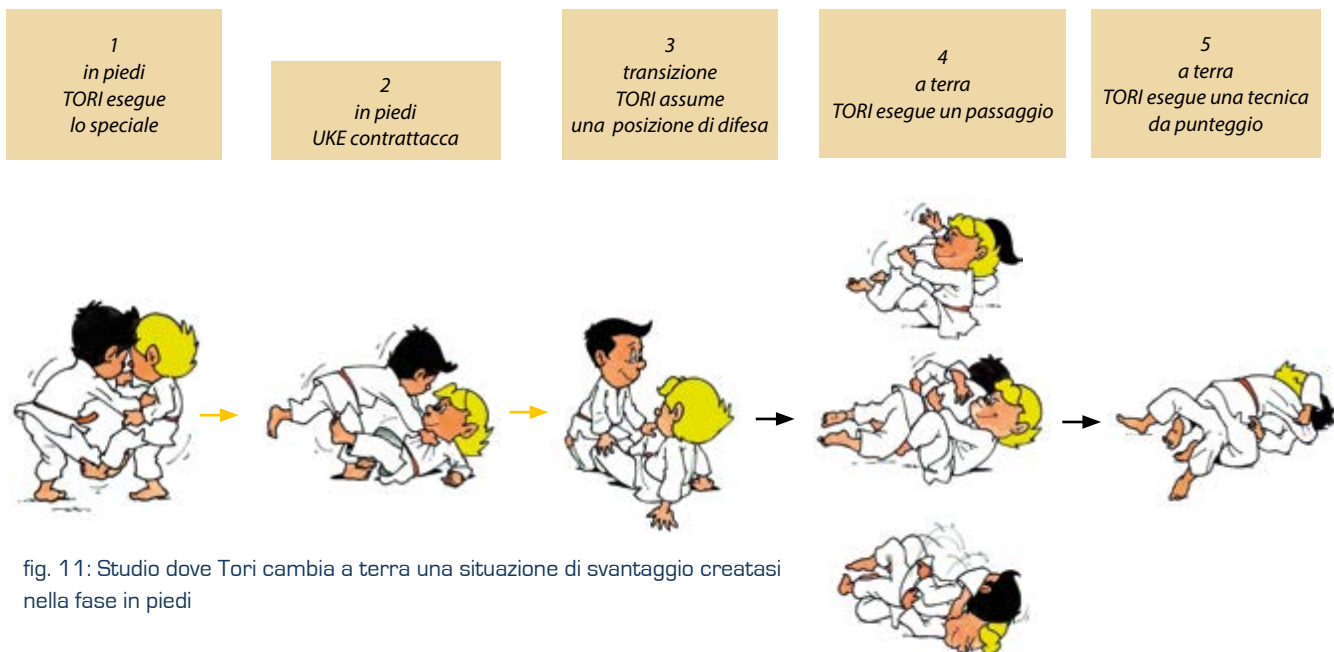 1
in piedi
TORI esegue
lo speciale
2
in piedi
UKE contrattacca
3
transizione
TORI assume
una posizione di difesa
4
a terra
TORI esegue un passaggio
5
a terra
TORI esegue una tecnica
da punteggio
fig. 11: Studio dove Tori cambia a terra una situazione di svantaggio creatasi
nella fase in piedi